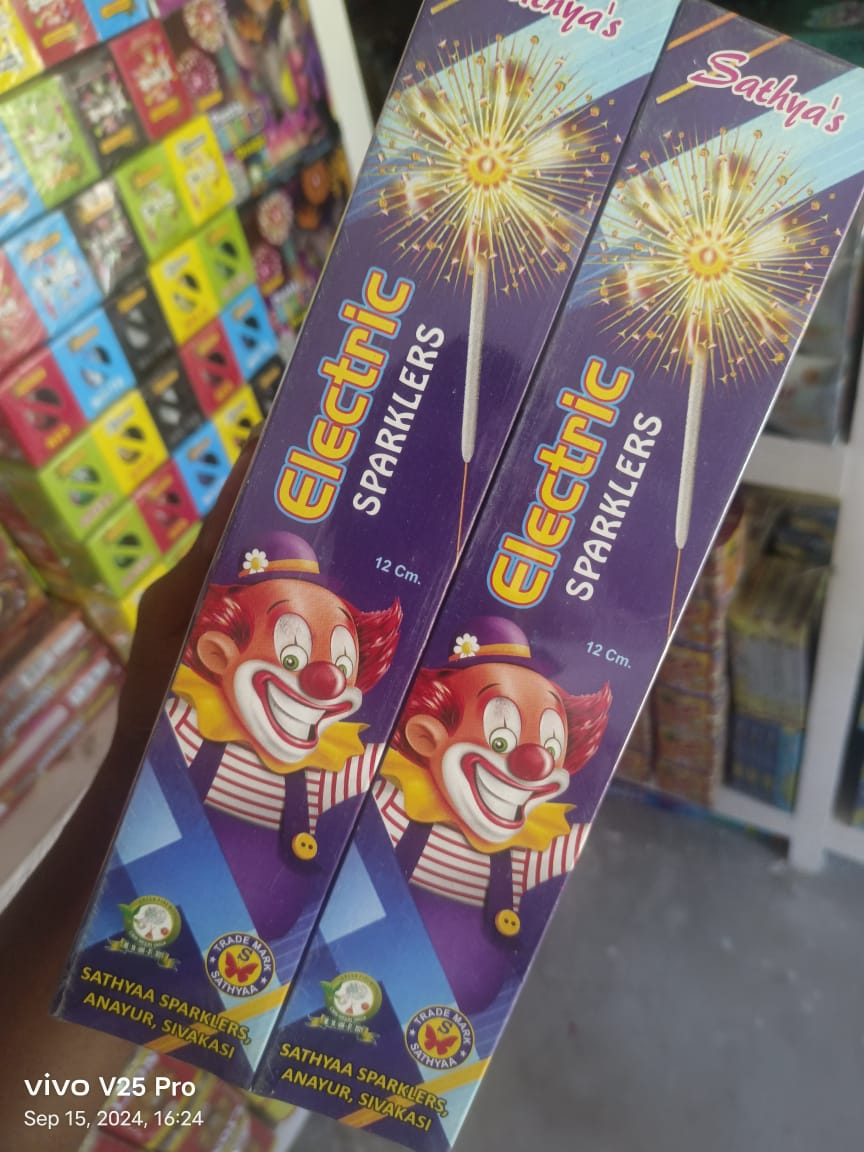 Sathya's
Electric
SPARKLERS
12 Cm.
TRADE MARK
S
SATHYAA
SATHYAA SPARKLERS,
ANAYUR, SIVAKASI
Sathya's
Electric
SPARKLERS
12 Cm.
TRADE MARK
S
SATHYAA
SATHYAA SPARKLERS,
ANAYUR, SIVAKASI
vivo V25 Pro
Sep 15, 2024, 16:24